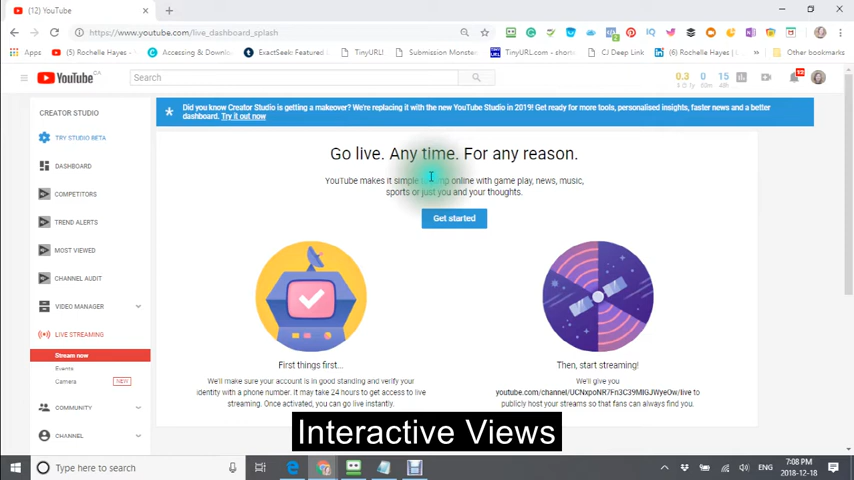 (12) YouTube
https://www.youtube.com/live_dashboard_splash
Apps
(5) Rochelle Hayes
Accessing & Downlo
ExactSeek: Featured
TinyURL!
Submission Monster
TinyURL.com - short
CJ Deep Link
(6) Rochelle Hayes
Other bookmarks
YouTube CA
Search
0.3 0 15
60m 48h
CREATOR STUDIO
TRY STUDIO BETA
DASHBOARD
COMPETITORS
TREND ALERTS
MOST VIEWED
CHANNEL AUDIT
VIDEO MANAGER
LIVE STREAMING
Stream now
Events
Camera NEW
COMMUNITY
CHANNEL
Did you know Creator Studio is getting a makeover? We're replacing it with the new YouTube Studio in 2019! Get ready for more tools, personalised insights, faster news and a better
dashboard. Try it out now
Go live. Any time. For any reason.
YouTube makes it simple to jump online with game play, news, music,
sports or just you and your thoughts.
Get started
First things first...
We'll make sure your account is in good standing and verify your
identity with a phone number. It may take 24 hours to get access to live
streaming. Once activated, you can go live instantly.
Then, start streaming!
We'll give you
youtube.com/channel/UCNxpoNR7Fn3C39MIGJWyeOw/live to
publicly host your streams so that fans can always find you.
Interactive Views
Type here to search
ENG
7:08 PM
2018-12-18